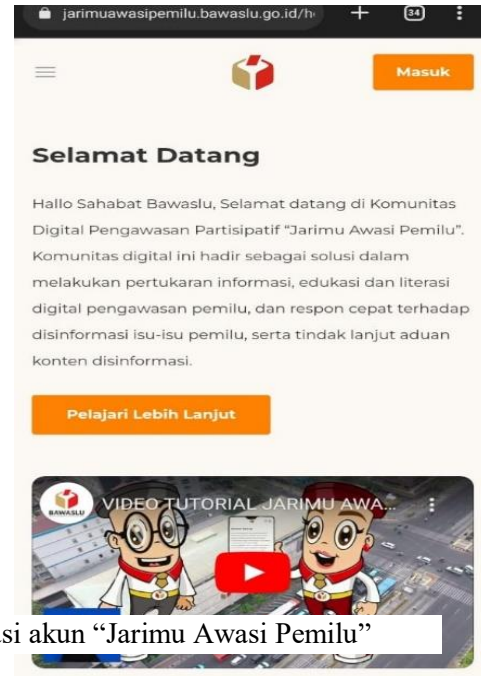 jarimuawasipemilu.bawaslu.go.id/h
34
Masuk
Selamat Datang
Hallo Sahabat Bawaslu, Selamat datang di Komunitas
Digital Pengawasan Partisipatif “Jarimu Awasi Pemilu”.
Komunitas digital ini hadir sebagai solusi dalam
melakukan pertukaran informasi, edukasi dan literasi
digital pengawasan pemilu, dan respon cepat terhadap
disinformasi isu-isu pemilu, serta tindak lanjut aduan
konten disinformasi.
Pelajari Lebih Lanjut
BAWASLU
VIDEO TUTORIAL JARIMU AWA...
akun “Jarimu Awasi Pemilu”